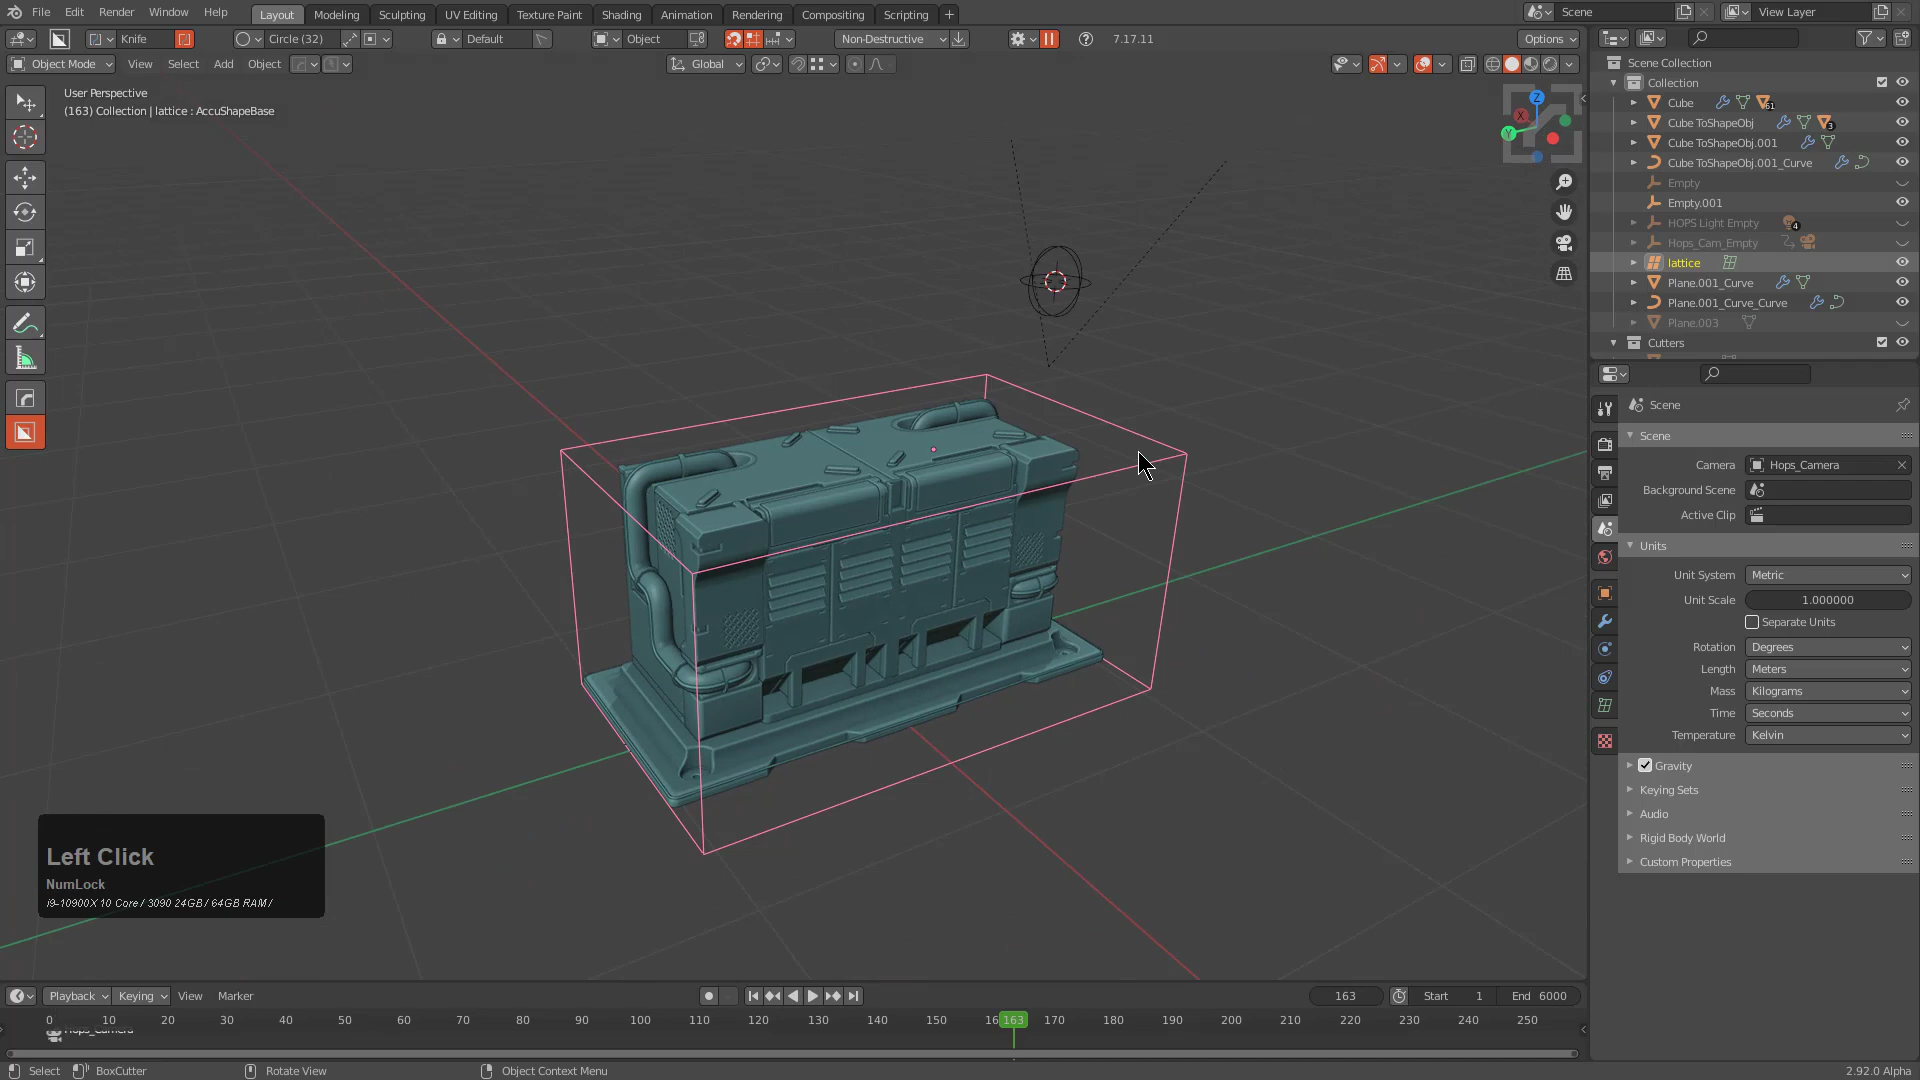 File Edit Render Window Help Layout Modeling Sculpting UV Editing Texture Paint Shading Animation Rendering Compositing Scripting + Scene View Layer
Knife Circle (32) Default Object Non-Destructive 7.17.11 Options
Object Mode View Select Add Object Global
User Perspective
(163) Collection | lattice : AccuShapeBase
Z
X
Y
Scene Collection
Collection
Cube 61
Cube ToShapeObj 3
Cube ToShapeObj.001
Cube ToShapeObj.001_Curve
Empty
Empty.001
HOPS Light Empty 4
Hops_Cam_Empty
lattice
Plane.001_Curve
Plane.001_Curve_Curve
Plane.003
Cutters
Scene
Scene
Camera Hops_Camera
Background Scene
Active Clip
Units
Unit System Metric
Unit Scale 1.000000
Separate Units
Rotation Degrees
Length Meters
Mass Kilograms
Time Seconds
Temperature Kelvin
Gravity
Keying Sets
Audio
Rigid Body World
Custom Properties
Left Click
NumLock
i9-10900X 10 Core / 3090 24GB / 64GB RAM /
Playback Keying View Marker 163 Start 1 End 6000
0 10 20 30 40 50 60 70 80 90 100 110 120 130 140 150 16 163 170 180 190 200 210 220 230 240 250
Hops_Camera
Select BoxCutter Rotate View Object Context Menu 2.92.0 Alpha